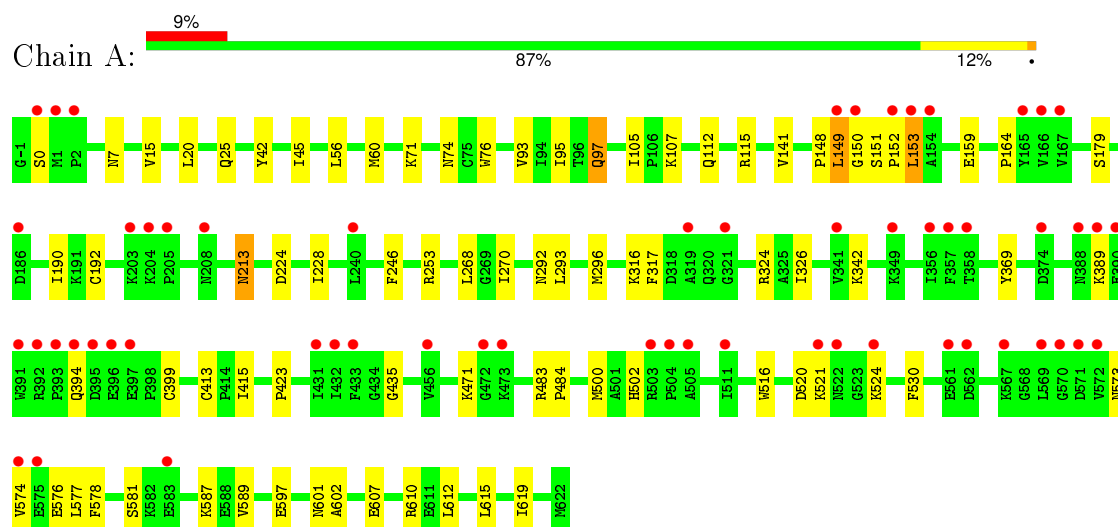 9%
Chain A:
87% 12% •
G-1 S0 M1 P2 N7 V15 L20 Q25 Y42 I45 L56 M60 K71 N74 C75 W76 V93 I94 I95 T96 Q97 I105 P106 K107 Q112 R115 V141 P148 L149 G150 S151 P152 L153 A154 E159 P164 Y165 V166 V167 S179
D186 I190 K191 C192 K203 K204 P205 N208 N213 D224 I228 L240 F246 R253 L268 G269 I270 N292 L293 M296 K316 F317 D318 A319 Q320 G321 R324 A325 I326 V341 K342 K349 I356 F357 T358 Y369 D374 N388 K389 E390
W391 R392 P393 Q394 D395 E396 E397 P398 C399 C413 P414 I415 P423 I431 I432 F433 G434 G435 V456 K471 G472 K473 R483 P484 M500 A501 H502 R503 P504 A505 I511 W516 D520 K521 N522 G523 K524 F530 E561 D562 K567 G568 L569 G570 D571 V572 N573
V574 E575 E576 L577 F578 S581 K582 E583 K587 E588 V589 E597 N601 A602 E607 R610 E611 L612 L615 I619 M622